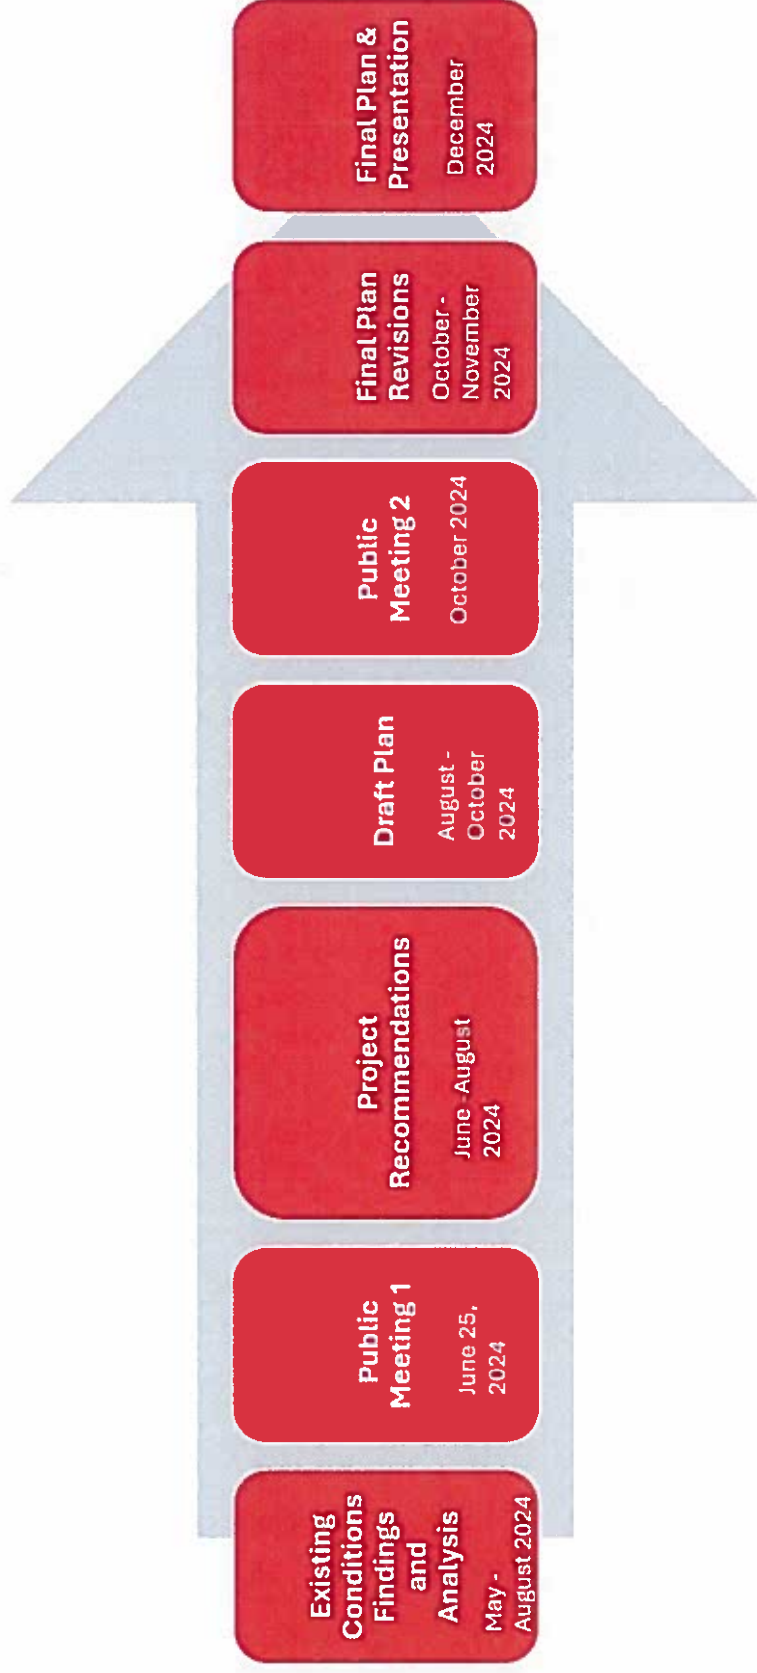 Existing
Conditions
Findings
and
Analysis
May -
August 2024
Public
Meeting 1
June 25,
2024
Project
Recommendations
June -August
2024
Draft Plan
August -
October
2024
Public
Meeting 2
October 2024
Final Plan
Revisions
October -
November
2024
Final Plan &
Presentation
December
2024